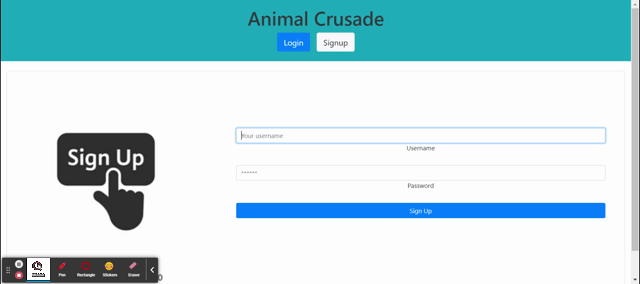 Animal Crusade
Login Signup
Sign Up
Your username
Username
Password
Sign Up
Pen Rectangle Stickers Eraser